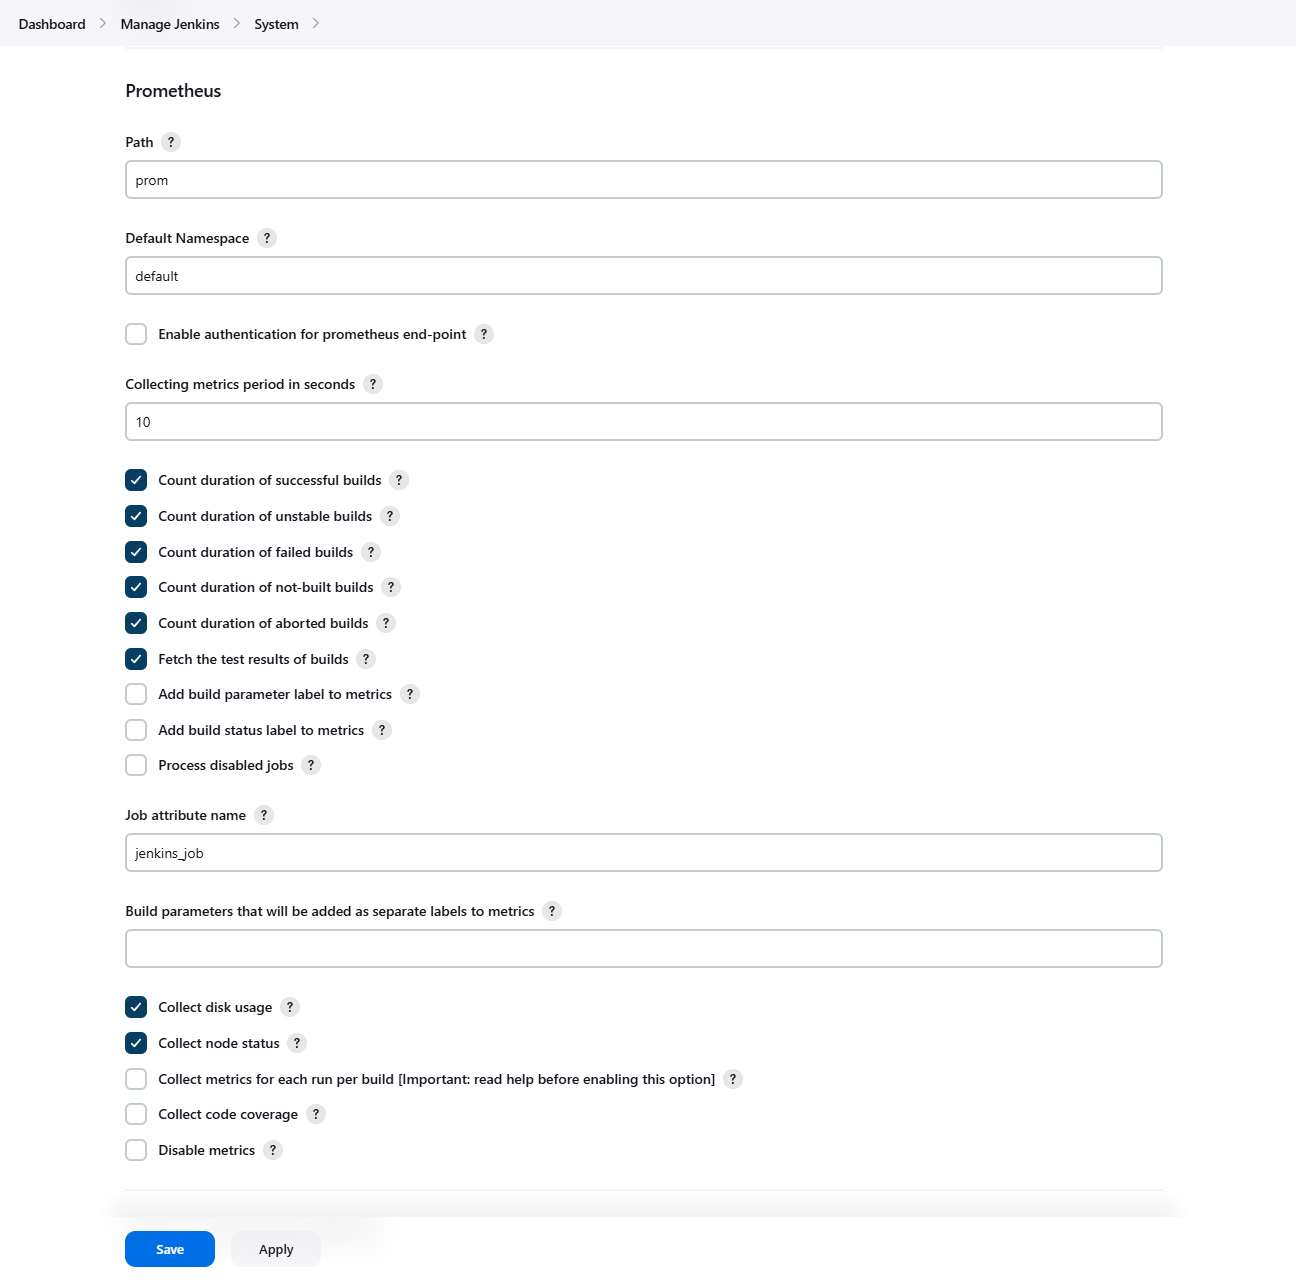 Dashboard > Manage Jenkins > System >
Prometheus
Path ?
prom
Default Namespace ?
default
Enable authentication for prometheus end-point ?
Collecting metrics period in seconds ?
10
Count duration of successful builds ?
Count duration of unstable builds ?
Count duration of failed builds ?
Count duration of not-built builds ?
Count duration of aborted builds ?
Fetch the test results of builds ?
Add build parameter label to metrics ?
Add build status label to metrics ?
Process disabled jobs ?
Job attribute name ?
jenkins_job
Build parameters that will be added as separate labels to metrics ?
Collect disk usage ?
Collect node status ?
Collect metrics for each run per build [Important: read help before enabling this option] ?
Collect code coverage ?
Disable metrics ?
Save Apply